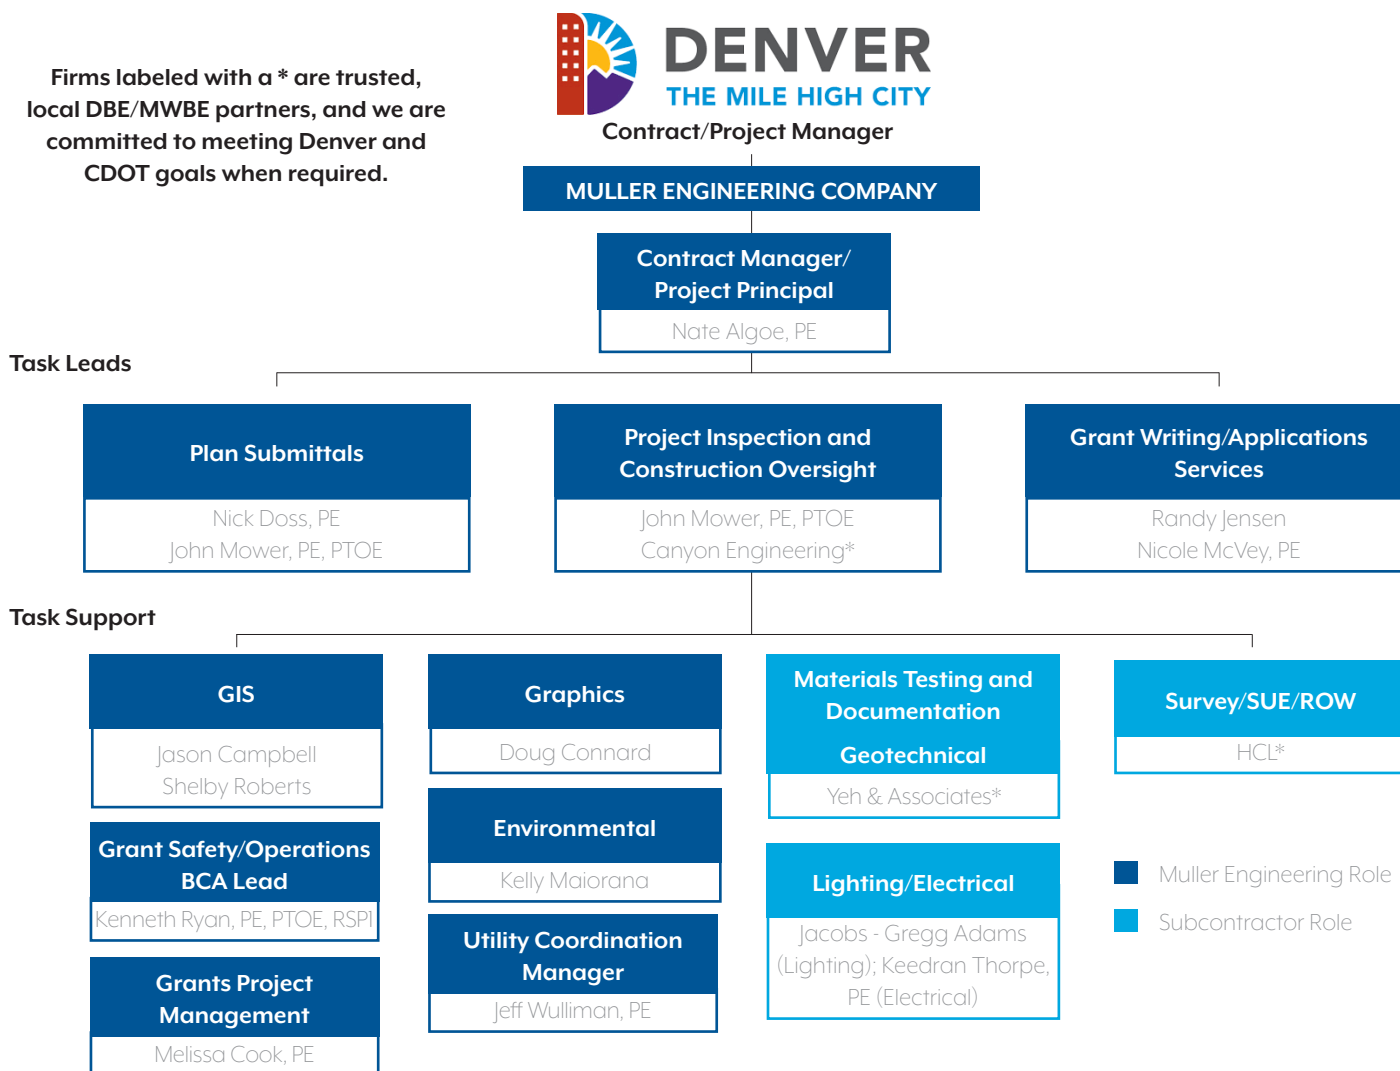 Firms labeled with a * are trusted,
local DBE/MWBE partners, and we are
committed to meeting Denver and
CDOT goals when required.
DENVER
THE MILE HIGH CITY
Contract/Project Manager
MULLER ENGINEERING COMPANY
Contract Manager/
Project Principal
Nate Algoe, PE
Task Leads
Plan Submittals
Nick Doss, PE
John Mower, PE, PTOE
Project Inspection and
Construction Oversight
John Mower, PE, PTOE
Canyon Engineering*
Grant Writing/Applications
Services
Randy Jensen
Nicole McVey, PE
Task Support
GIS
Jason Campbell
Shelby Roberts
Grant Safety/Operations
BCA Lead
Kenneth Ryan, PE, PTOE, RSP1
Grants Project
Management
Melissa Cook, PE
Graphics
Doug Connard
Environmental
Kelly Maiorana
Utility Coordination
Manager
Jeff Wulliman, PE
Materials Testing and
Documentation
Geotechnical
Yeh & Associates*
Lighting/Electrical
Jacobs - Gregg Adams
(Lighting); Keedran Thorpe,
PE (Electrical)
Survey/SUE/ROW
HCL*
Muller Engineering Role
Subcontractor Role